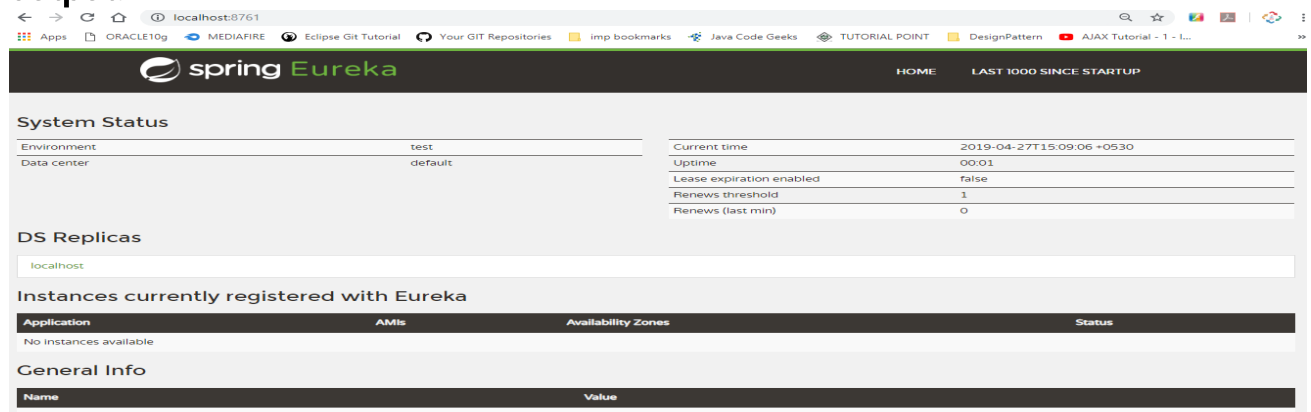 localhost:8761
Apps ORACLE10g MEDIAFIRE Eclipse Git Tutorial Your GIT Repositories imp bookmarks Java Code Geeks TUTORIAL POINT DesignPattern AJAX Tutorial - 1 - I... »
spring Eureka HOME LAST 1000 SINCE STARTUP
System Status
Environment test Current time 2019-04-27T15:09:06 +0530
Data center default Uptime 00:01
Lease expiration enabled false
Renews threshold 1
Renews (last min) 0
DS Replicas
localhost
Instances currently registered with Eureka
Application AMIs Availability Zones Status
No instances available
General Info
Name Value